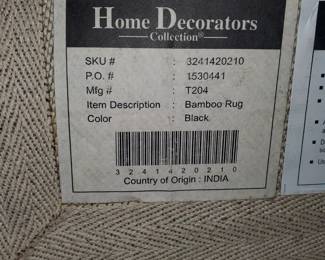 Home Decorators
Collection®
SKU # : 3241420210
P.O. # : 1530441
Mfg # : T204
Item Description : Bamboo Rug
Color : Black
3 2 4 1 4 2 0 2 1 0
Country of Origin : INDIA